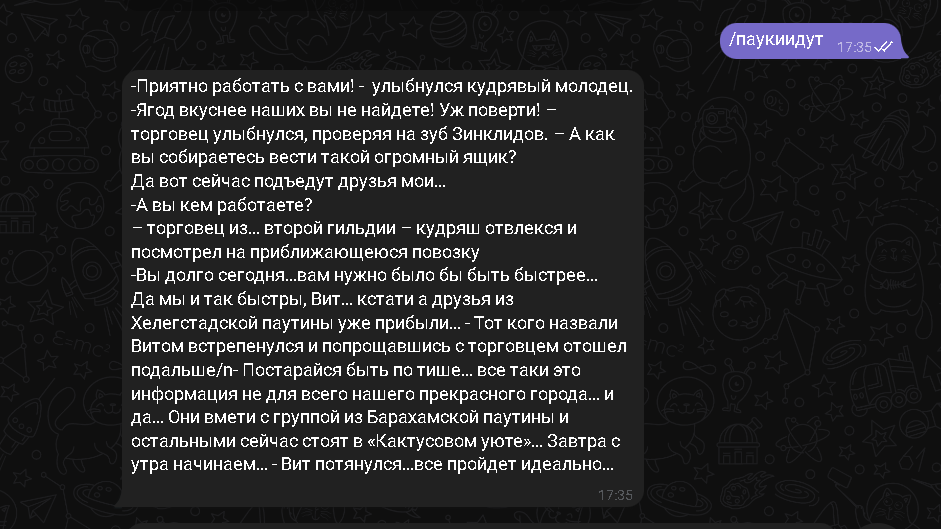 /паукиидут
17:35
-Приятно работать с вами! - улыбнулся кудрявый молодец.
-Ягод вкуснее наших вы не найдете! Уж поверти! –
торговец улыбнулся, проверяя на зуб Зинклидов. – А как
вы собираетесь вести такой огромный ящик?
Да вот сейчас подъедут друзья мои...
-А вы кем работаете?
– торговец из... второй гильдии – кудряш отвлекся и
посмотрел на приближающеюся повозку
-Вы долго сегодня...вам нужно было бы быть быстрее...
Да мы и так быстры, Вит... кстати а друзья из
Хелегстадской паутины уже прибыли... - Тот кого назвали
Витом встрепенулся и попрощавшись с торговцем отошел
подальше/n- Постарайся быть по тише... все таки это
информация не для всего нашего прекрасного города... и
да... Они вмети с группой из Барахамской паутины и
остальными сейчас стоят в «Кактусовом уюте»... Завтра с
утра начинаем... - Вит потянулся...все пройдет идеально...
17:35